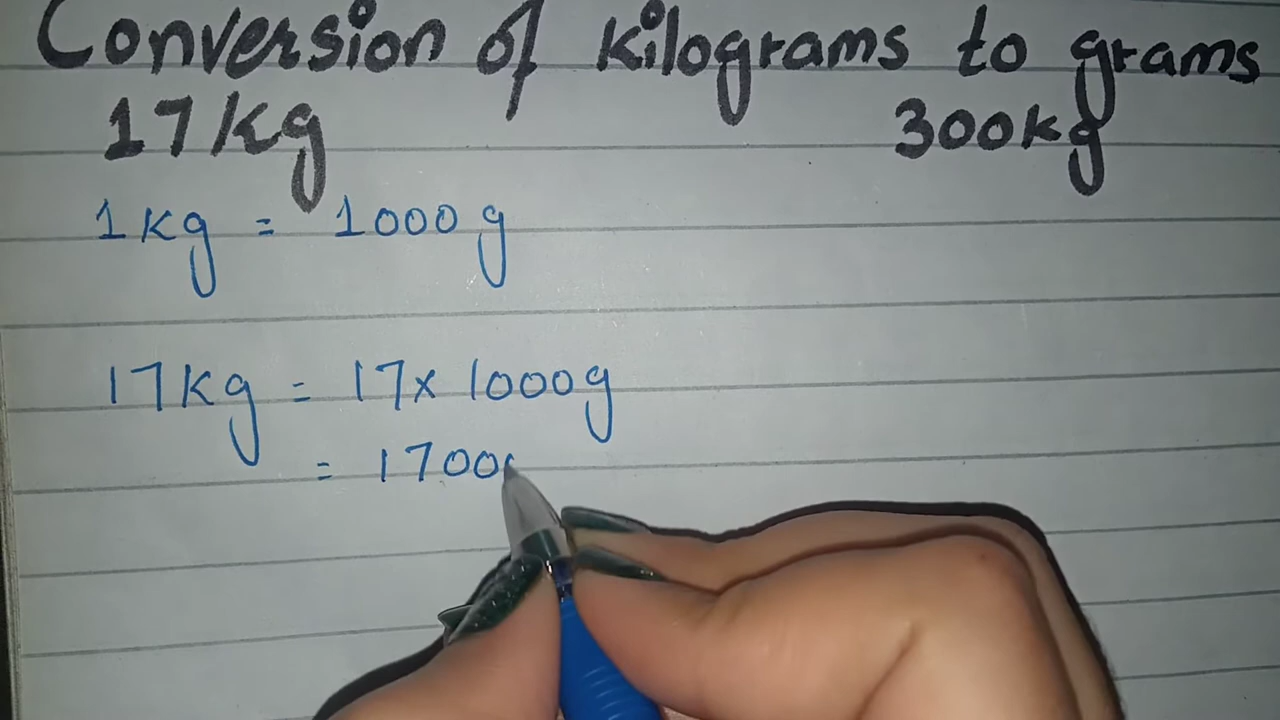 Conversion of kilograms to grams
17kg 300kg
1kg = 1000g
17kg = 17x 1000g
= 1700